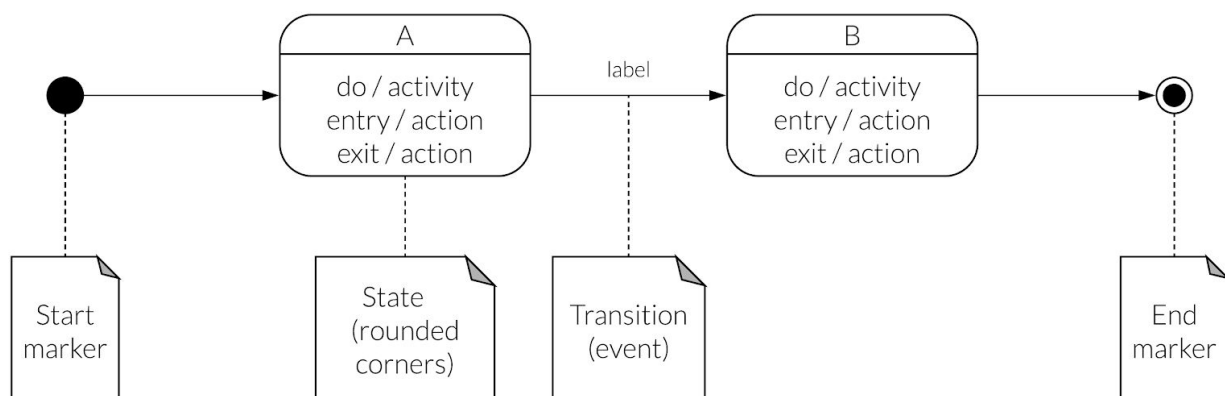 A
do / activity
entry / action
exit / action
label
B
do / activity
entry / action
exit / action
Start
marker
State
(rounded
corners)
Transition
(event)
End
marker